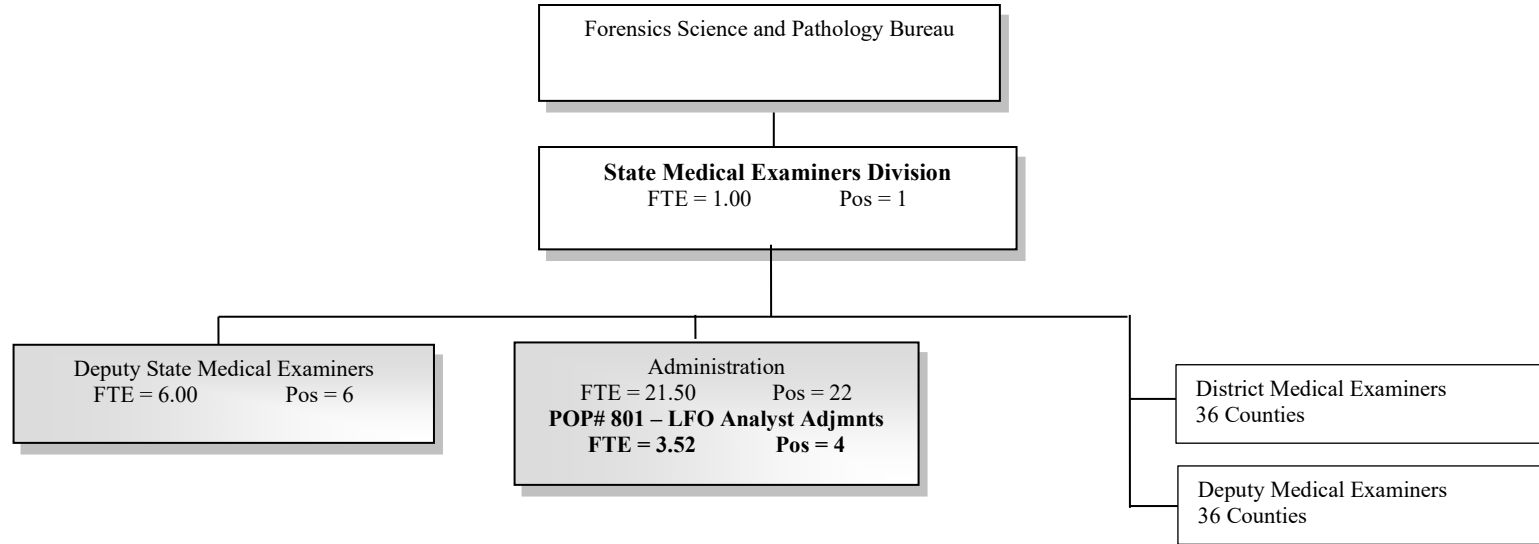 Forensics Science and Pathology Bureau
State Medical Examiners Division
FTE = 1.00 Pos = 1
Deputy State Medical Examiners
FTE = 6.00 Pos = 6
Administration
FTE = 21.50 Pos = 22
POP# 801 – LFO Analyst Adjmnts
FTE = 3.52 Pos = 4
District Medical Examiners
36 Counties
Deputy Medical Examiners
36 Counties